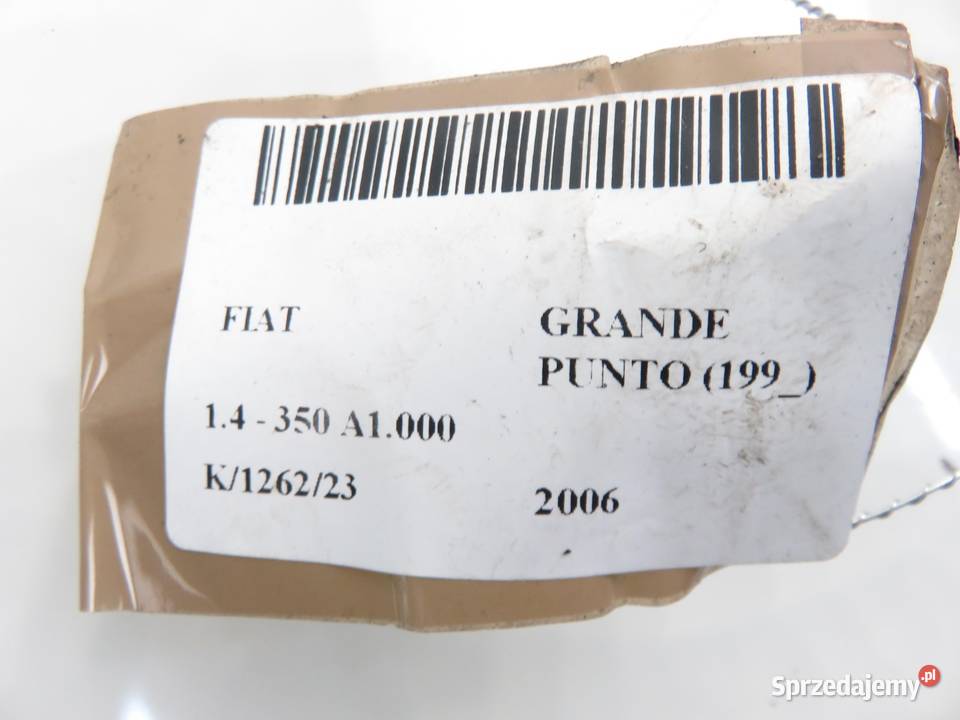 FIAT
GRANDE
PUNTO (199_)
1.4 - 350 A1.000
K/1262/23
2006
Sprzedajemy.pl